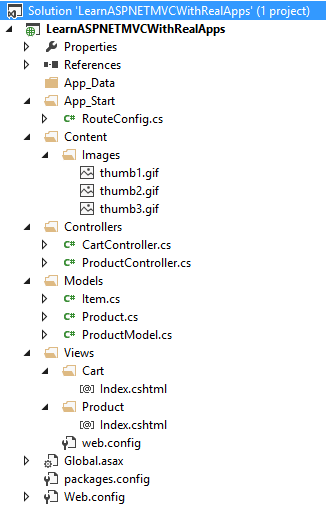 Solution 'LearnASPNETMVCWithRealApps' (1 project)
LearnASPNETMVCWithRealApps
Properties
References
App_Data
App_Start
C# RouteConfig.cs
Content
Images
thumb1.gif
thumb2.gif
thumb3.gif
Controllers
C# CartController.cs
C# ProductController.cs
Models
C# Item.cs
C# Product.cs
C# ProductModel.cs
Views
Cart
[@] Index.cshtml
Product
[@] Index.cshtml
web.config
Global.asax
packages.config
Web.config